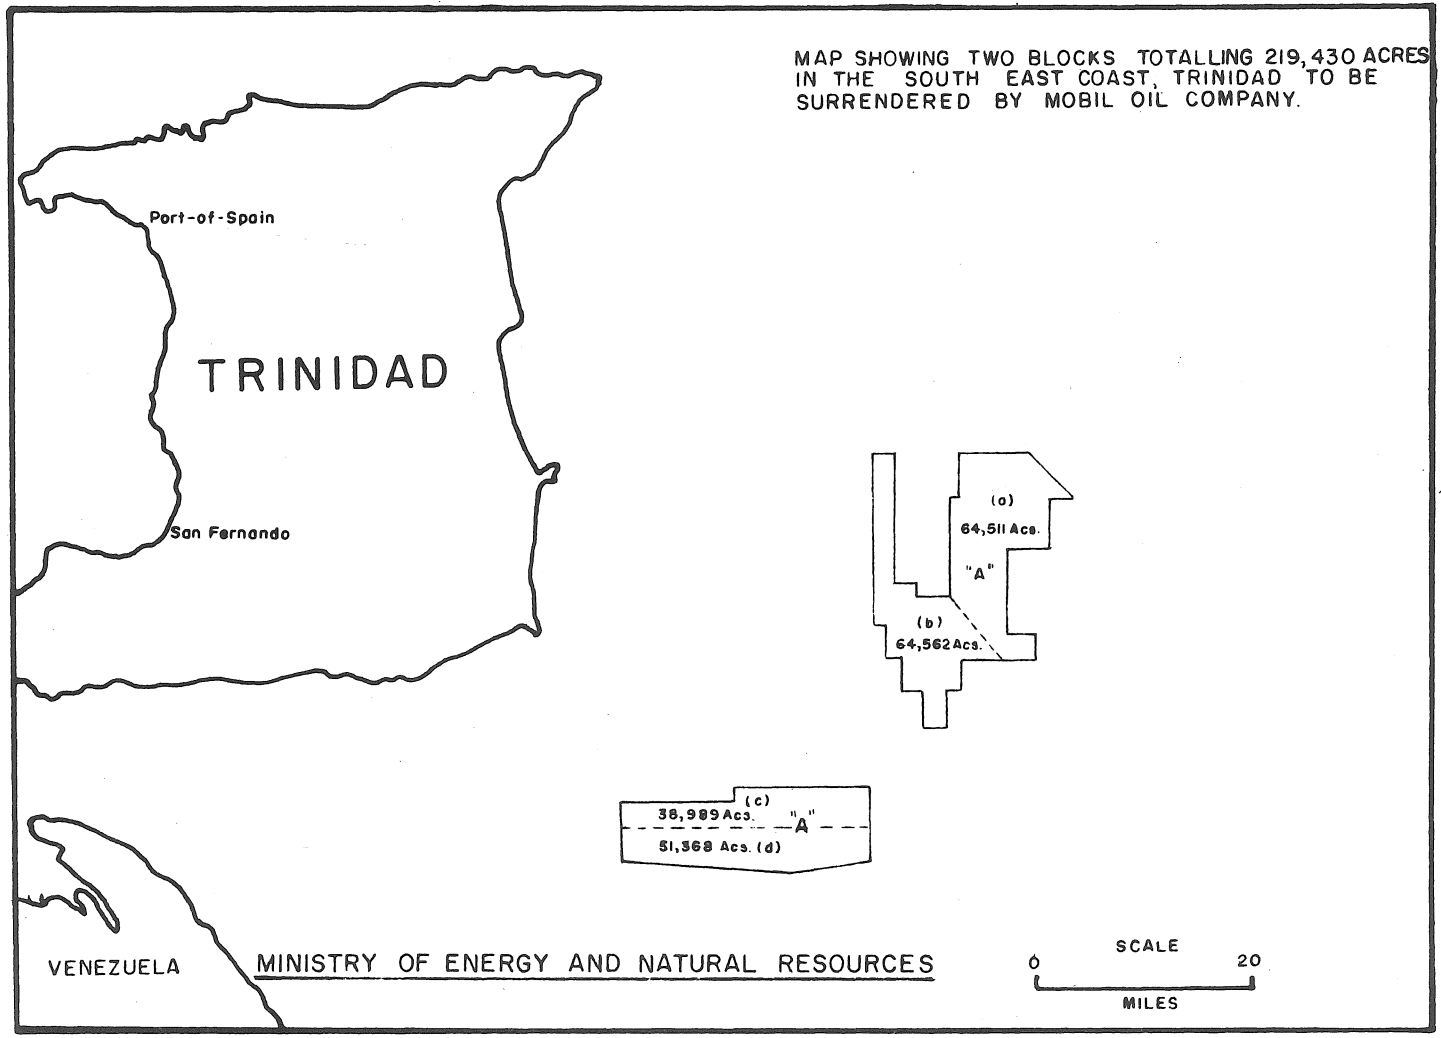 MAP SHOWING TWO BLOCKS TOTALLING 219,430 ACRES
IN THE SOUTH EAST COAST, TRINIDAD TO BE
SURRENDERED BY MOBIL OIL COMPANY.
Port-of-Spain
TRINIDAD
San Fernando
(a)
64,511 Acs.
"A"
(b)
64,562 Acs.
(c)
38,989 Acs.
"A"
51,368 Acs. (d)
VENEZUELA
MINISTRY OF ENERGY AND NATURAL RESOURCES
SCALE
0 20
MILES